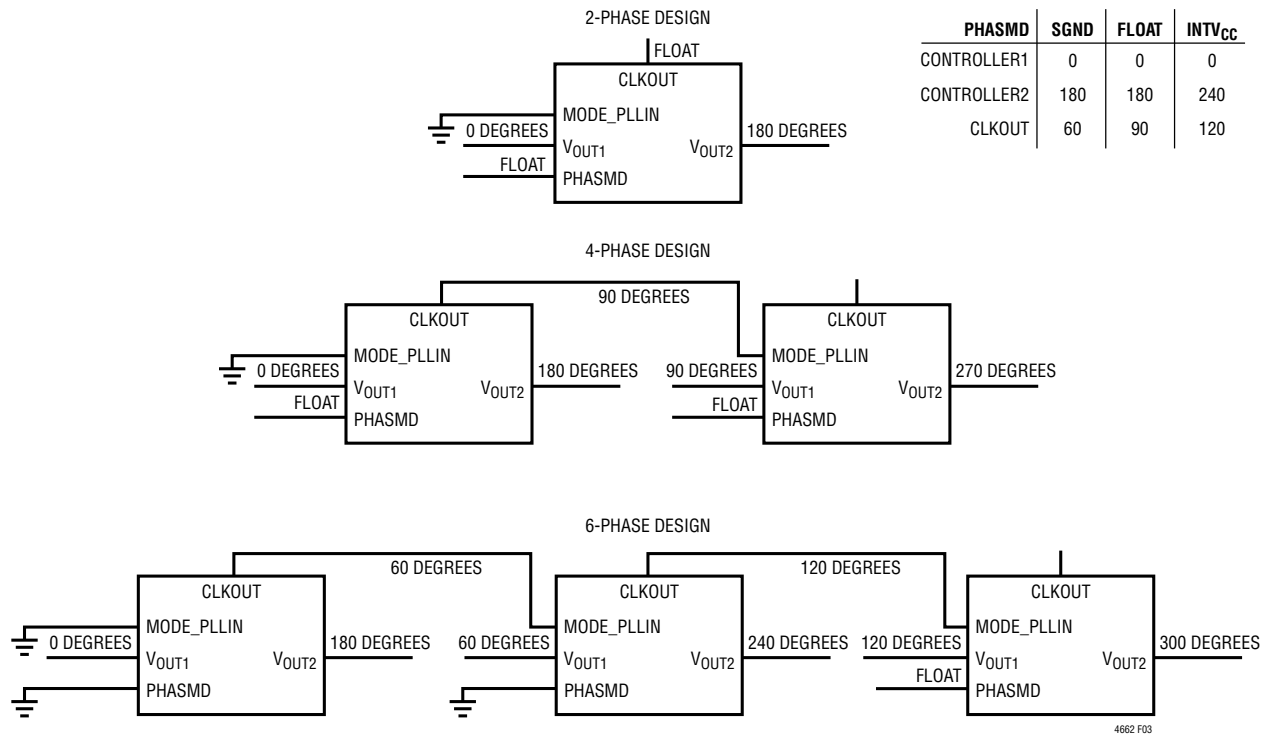 2-PHASE DESIGN
FLOAT
CLKOUT
MODE_PLLIN
0 DEGREES
180 DEGREES
VOUT1
VOUT2
FLOAT
PHASMD
PHASMD SGND FLOAT INTVCC
CONTROLLER1 0 0 0
CONTROLLER2 180 180 240
CLKOUT 60 90 120
4-PHASE DESIGN
90 DEGREES
CLKOUT
MODE_PLLIN
0 DEGREES
180 DEGREES
VOUT1
VOUT2
FLOAT
PHASMD
CLKOUT
MODE_PLLIN
90 DEGREES
270 DEGREES
VOUT1
VOUT2
FLOAT
PHASMD
6-PHASE DESIGN
60 DEGREES
120 DEGREES
CLKOUT
MODE_PLLIN
0 DEGREES
180 DEGREES
VOUT1
VOUT2
PHASMD
CLKOUT
MODE_PLLIN
60 DEGREES
240 DEGREES
VOUT1
VOUT2
PHASMD
CLKOUT
MODE_PLLIN
120 DEGREES
300 DEGREES
VOUT1
VOUT2
FLOAT
PHASMD
4662 F03